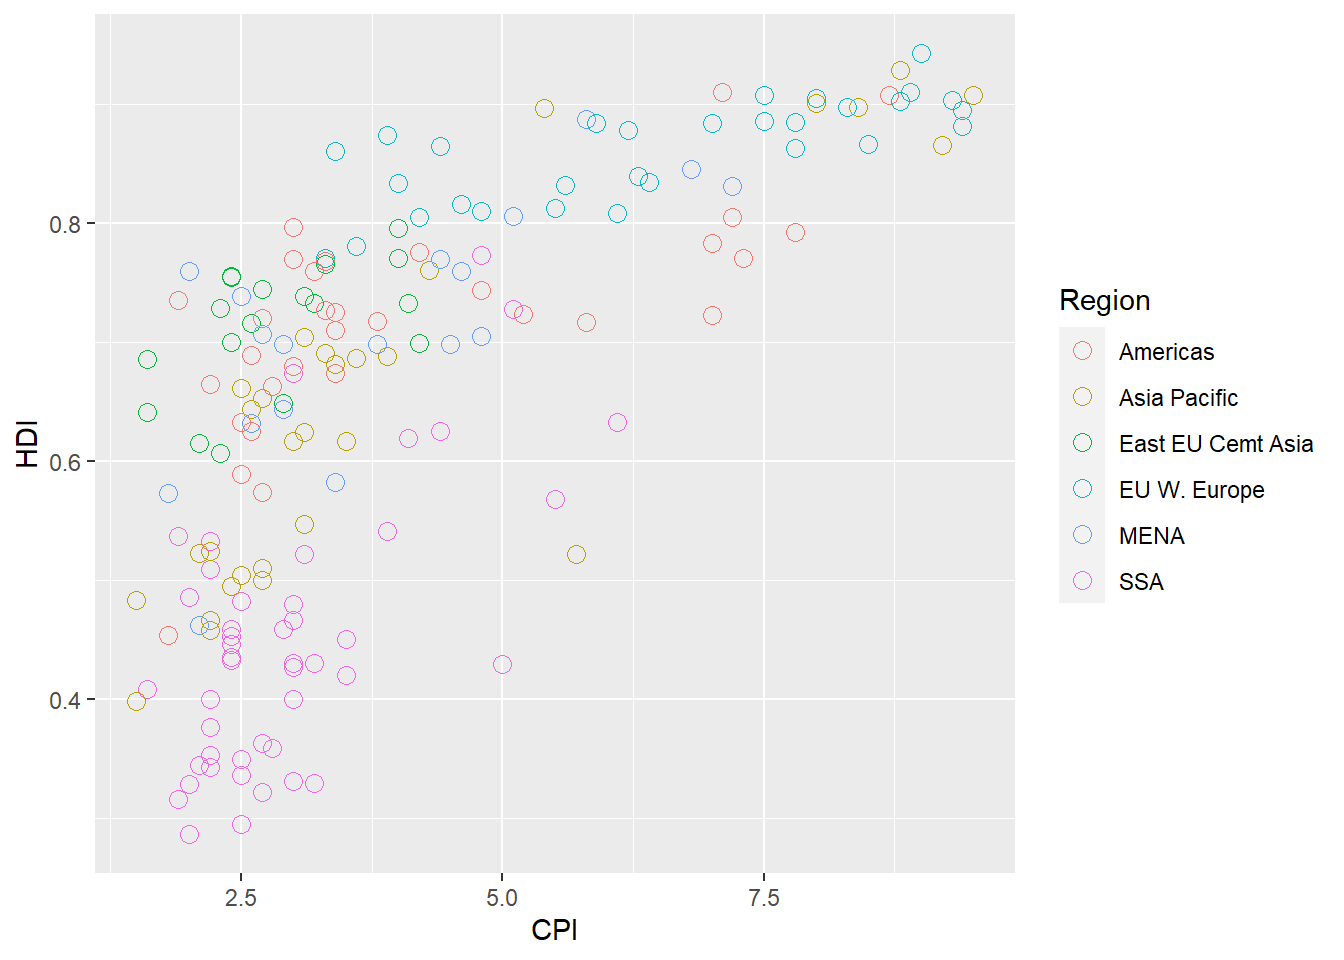 HDI
0.8
0.6
0.4
2.5
5.0
7.5
CPI
Region
Americas
Asia Pacific
East EU Cemt Asia
EU W. Europe
MENA
SSA